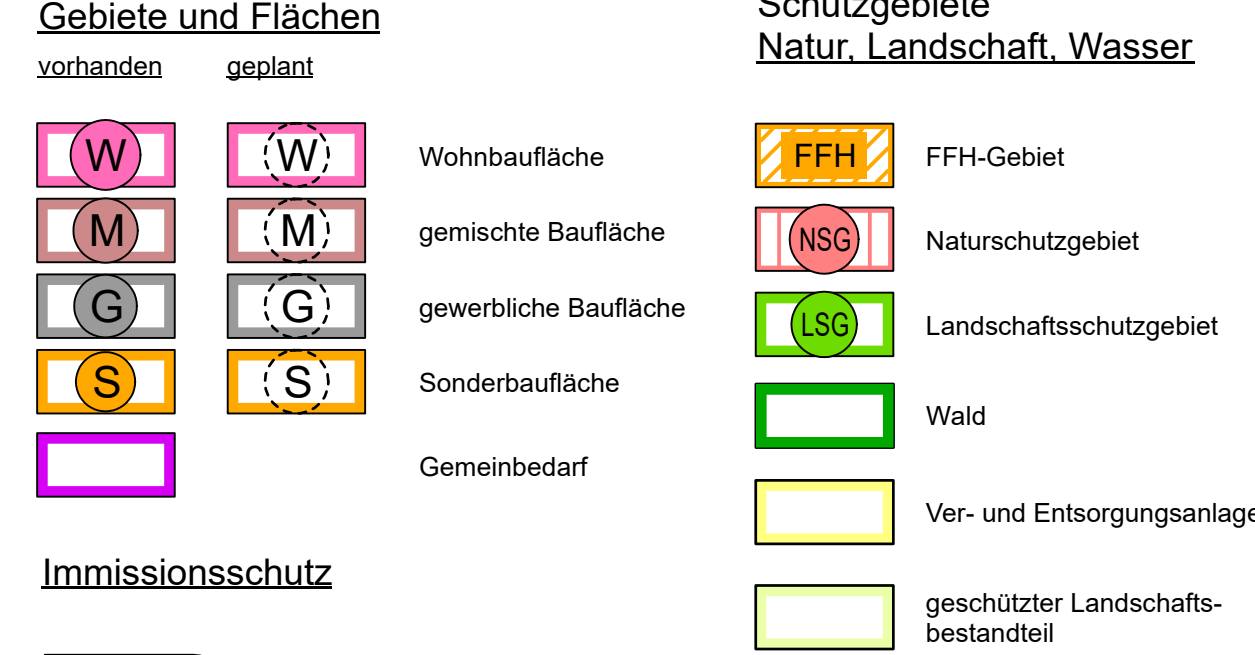 Gebiete und Flächen
vorhanden geplant
W W Wohnbaufläche
M M gemischte Baufläche
G G gewerbliche Baufläche
S S Sonderbaufläche
Gemeinbedarf
Immissionsschutz
Schutzgebiete
Natur, Landschaft, Wasser
FFH FFH-Gebiet
NSG Naturschutzgebiet
LSG Landschaftsschutzgebiet
Wald
Ver- und Entsorgungsanlage
geschützter Landschafts-
bestandteil